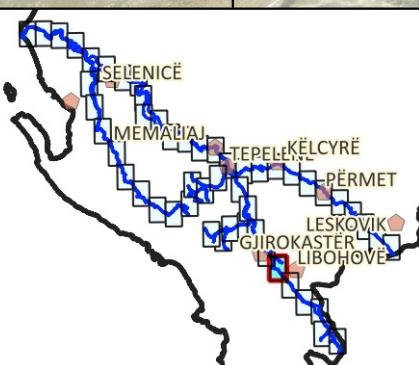 SELENICË
MEMALIAJ
TEPELENË
KËLCYRË
PËRMET
LESKOVIK
GJIROKASTËR
LIBOHOVË